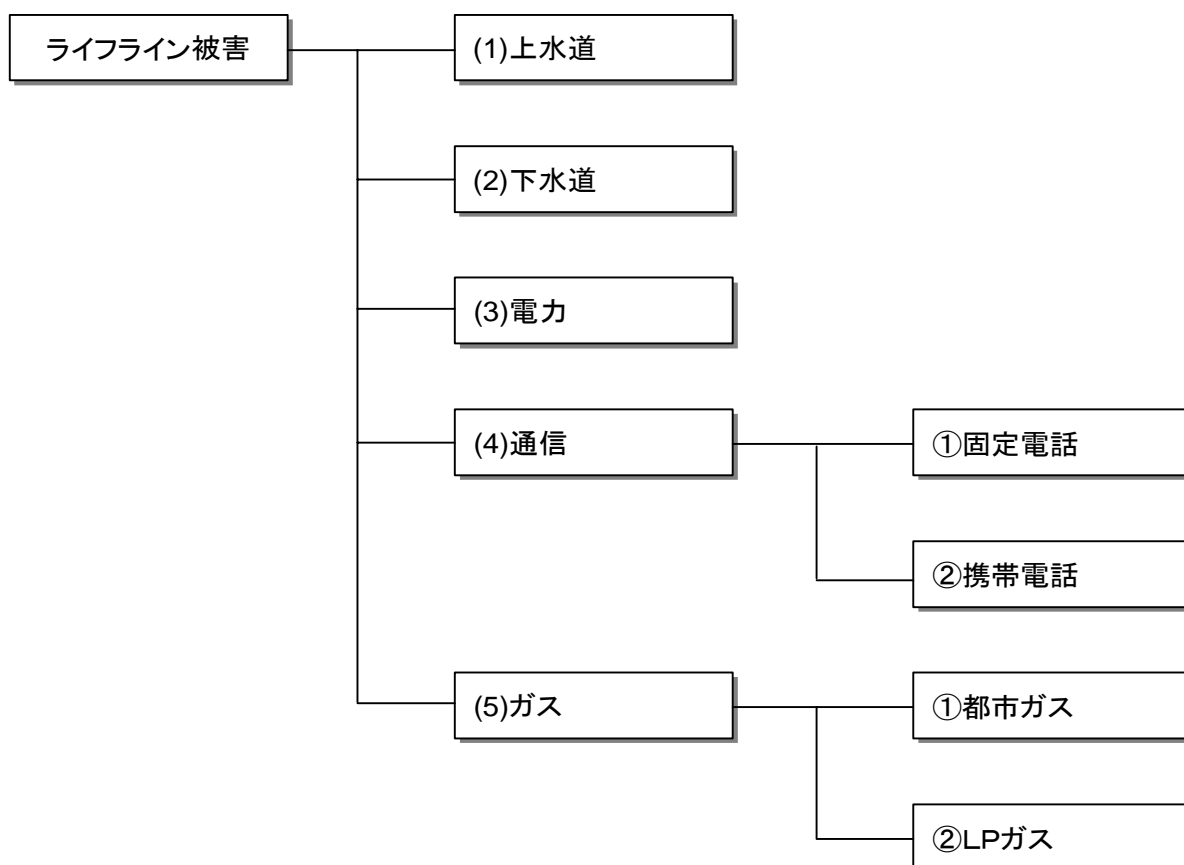 ライフライン被害
(1)上水道
(2)下水道
(3)電力
(4)通信
①固定電話
②携帯電話
(5)ガス
①都市ガス
②LPガス